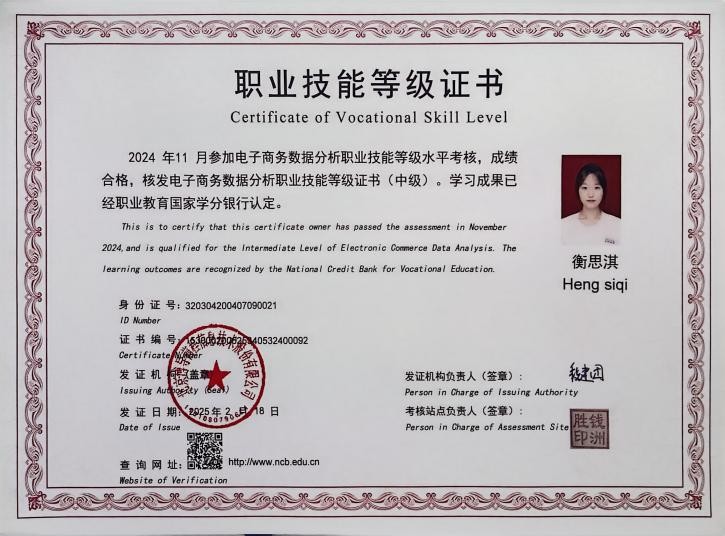 职业技能等级证书
Certificate of Vocational Skill Level
2024 年11 月参加电子商务数据分析职业技能等级水平考核，成绩
合格，核发电子商务数据分析职业技能等级证书（中级）。学习成果已
经职业教育国家学分银行认定。
This is to certify that this certificate owner has passed the assessment in November
2024,and is qualified for the Intermediate Level of Electronic Commerce Data Analysis. The
learning outcomes are recognized by the National Credit Bank for Vocational Education.
衡思淇
Heng siqi
身 份 证 号：320304200407090021
ID Number
证 书 编 号：
Certificate Number
发 证 机 构（盖章）
Issuing Authority (Seal)
发 证 日 期：2025 年 2 月 18 日
Date of Issue
发证机构负责人（签章）：
Person in Charge of Issuing Authority
考核站点负责人（签章）：
Person in Charge of Assessment Site
钱洲
胜印
查 询 网 址：http://www.ncb.edu.cn
Website of Verification